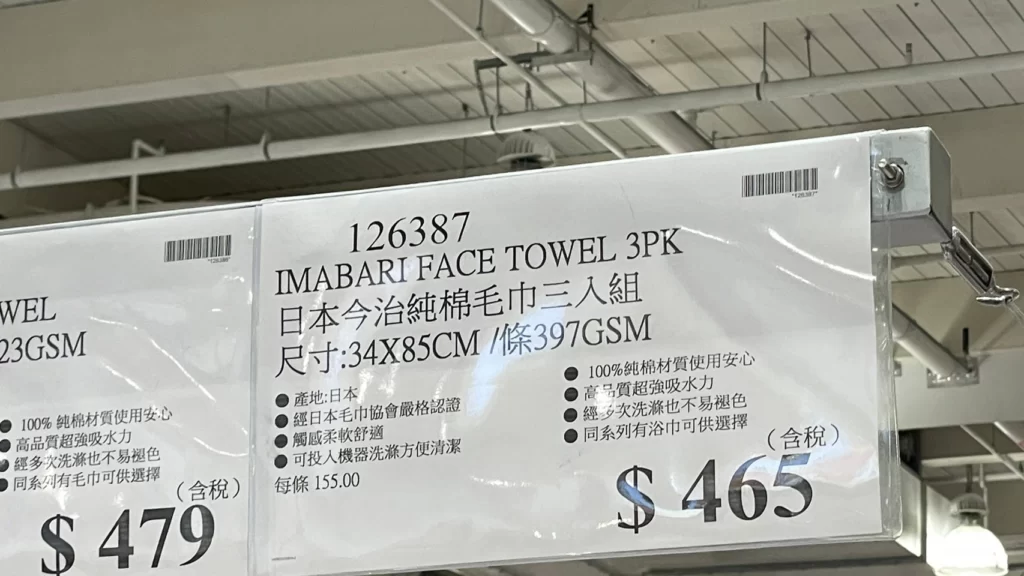 WEL
23GSM
100% 純棉材質使用安心
高品質超強吸水力
經多次洗滌也不易褪色
同系列有毛巾可供選擇
(含稅)
$ 479
*126387*
126387
IMABARI FACE TOWEL 3PK
日本今治純棉毛巾三入組
尺寸:34X85CM /條397GSM
產地:日本
經日本毛巾協會嚴格認證
觸感柔軟舒適
可投入機器洗滌方便清潔
每條 155.00
100%純棉材質使用安心
高品質超強吸水力
經多次洗滌也不易褪色
同系列有浴巾可供選擇
(含稅)
$ 465